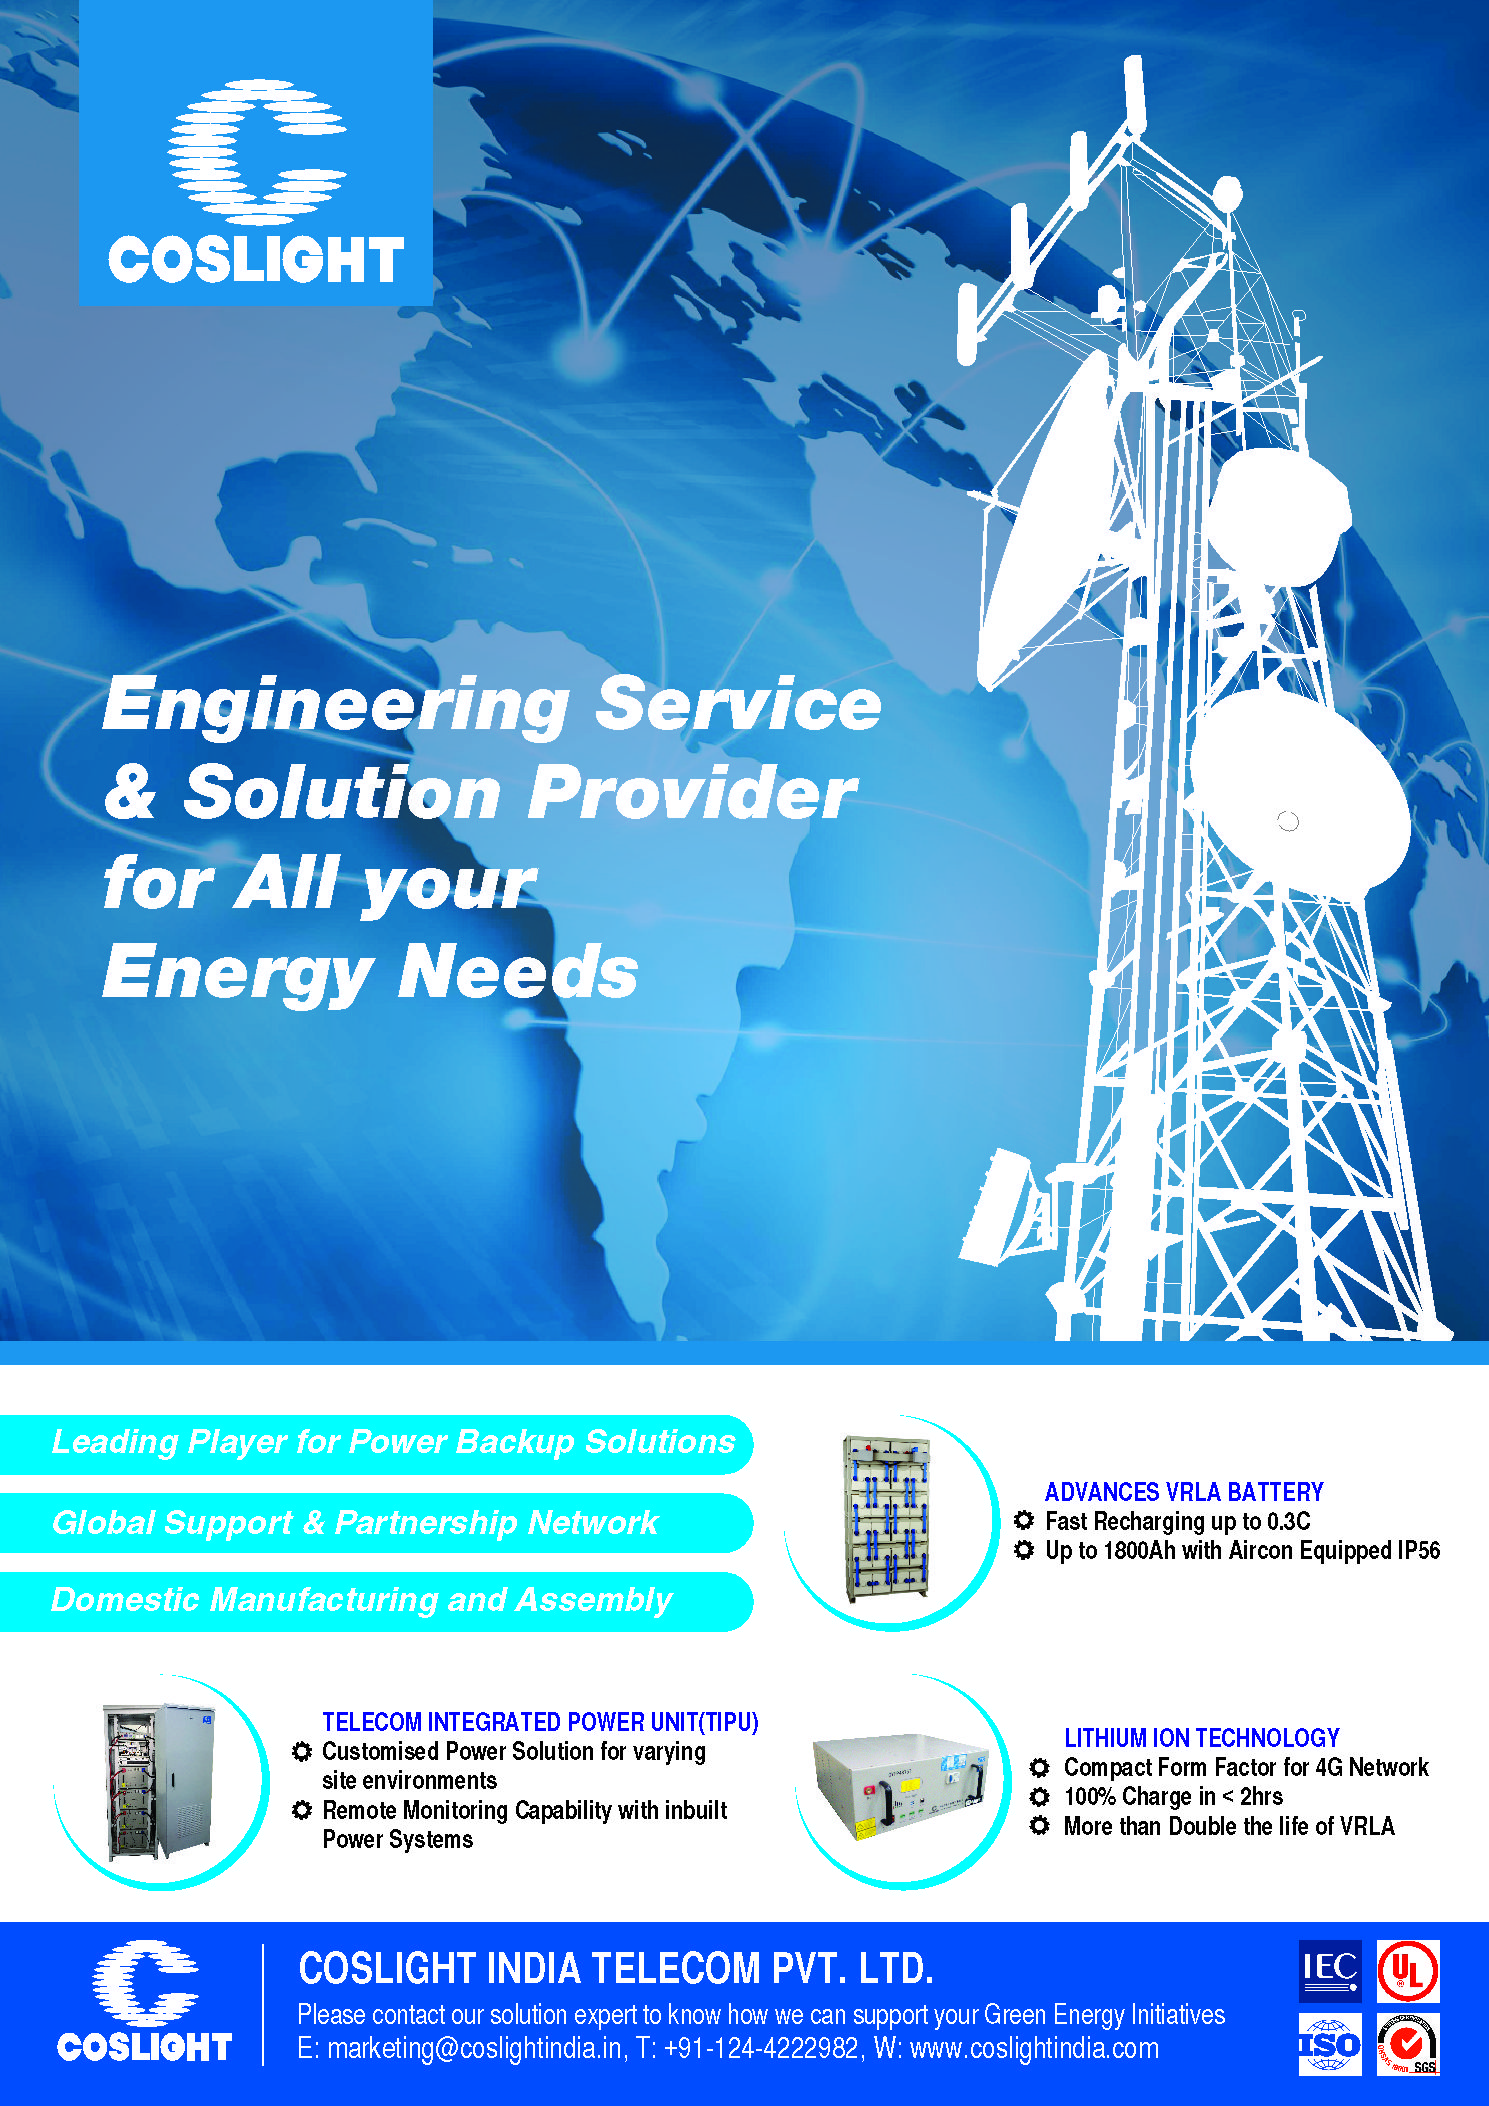 COSLIGHT
Engineering Service
& Solution Provider
for All your
Energy Needs
Leading Player for Power Backup Solutions
Global Support & Partnership Network
Domestic Manufacturing and Assembly
ADVANCES VRLA BATTERY
Fast Recharging up to 0.3C
Up to 1800Ah with Aircon Equipped IP56
TELECOM INTEGRATED POWER UNIT(TIPU)
Customised Power Solution for varying
site environments
Remote Monitoring Capability with inbuilt
Power Systems
LITHIUM ION TECHNOLOGY
Compact Form Factor for 4G Network
100% Charge in < 2hrs
More than Double the life of VRLA
COSLIGHT
COSLIGHT INDIA TELECOM PVT. LTD.
Please contact our solution expert to know how we can support your Green Energy Initiatives
E: marketing@coslightindia.in, T: +91-124-4222982, W: www.coslightindia.com
IEC
UL
®
ISO
OHSAS 18001
SGS